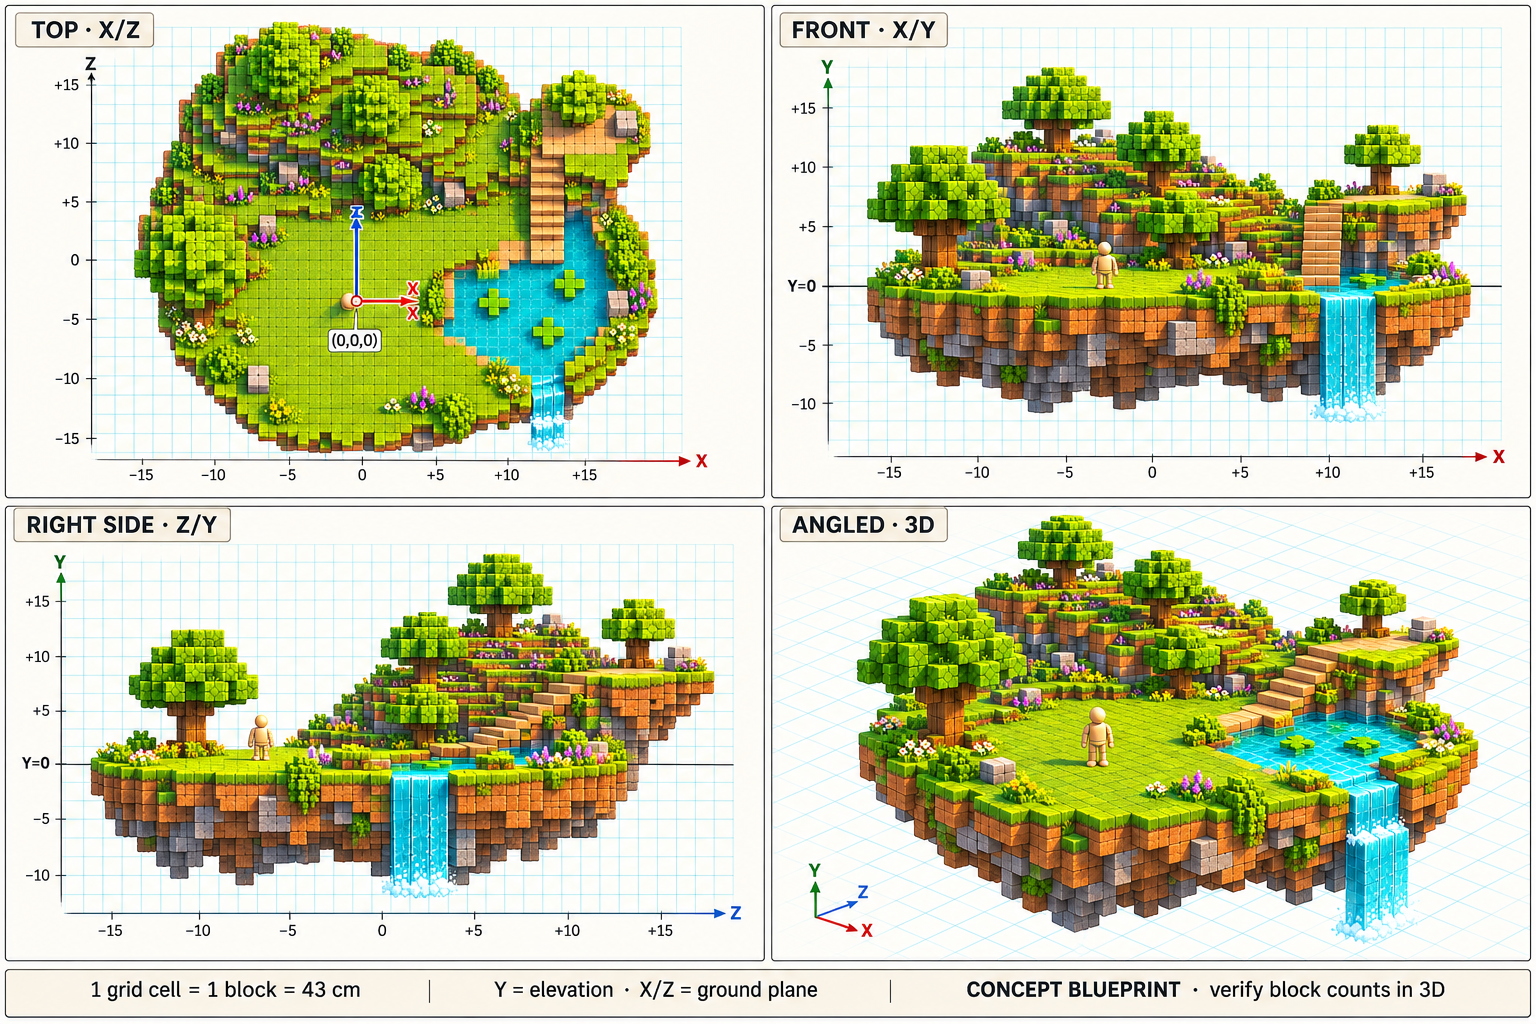 TOP · X/Z
Z
+15
+10
+5
0
−5
−10
−15
Z
X
X
(0,0,0)
−15
−10
−5
0
+5
+10
+15
X
FRONT · X/Y
Y
+15
+10
+5
Y=0
−5
−10
−15
−10
−5
0
+5
+10
+15
X
RIGHT SIDE · Z/Y
Y
+15
+10
+5
Y=0
−5
−10
−15
−10
−5
0
+5
+10
+15
Z
ANGLED · 3D
Y
Z
X
1 grid cell = 1 block = 43 cm
Y = elevation · X/Z = ground plane
CONCEPT BLUEPRINT · verify block counts in 3D